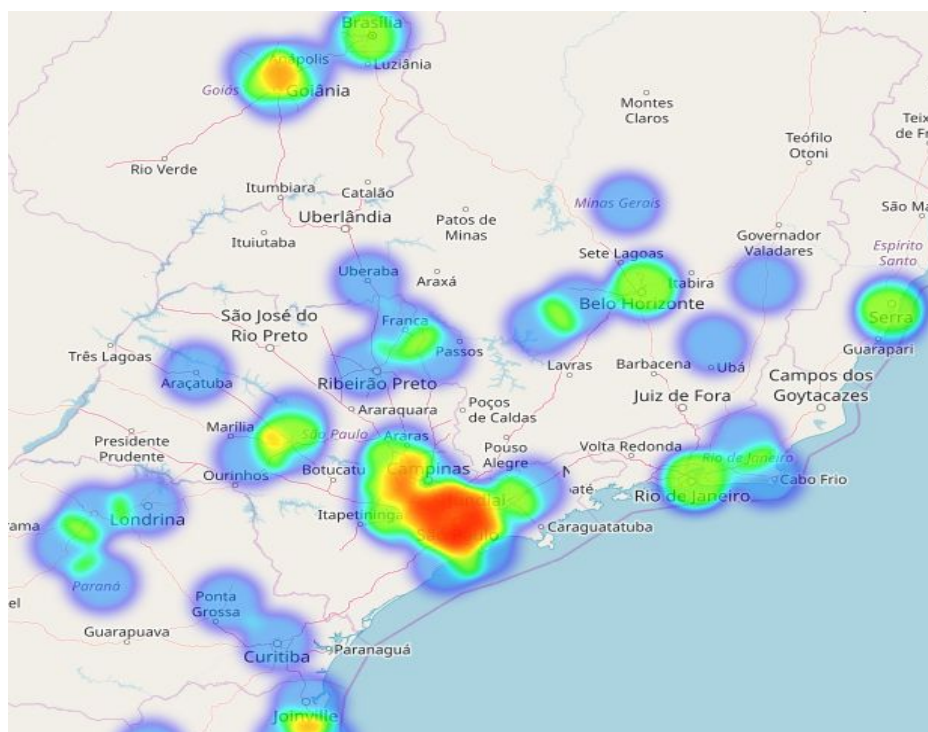 Brasília
Anápolis
Luziânia
Goiás
Goiânia
Montes
Claros
Teófilo
Otoni
Rio Verde
Itumbiara
Catalão
Minas Gerais
Uberlândia
Patos de
Minas
Ituiutaba
Governador
Valadares
Espírito
Santo
Sete Lagoas
Uberaba
Araxá
Itabira
Belo Horizonte
Serra
São José do
Rio Preto
Franca
Passos
Guarapari
Três Lagoas
Araçatuba
Ribeirão Preto
Lavras
Barbacena
Ubá
Campos dos
Goytacazes
Juiz de Fora
Araraquara
Poços
de Caldas
Marília
São Paulo
Araras
Presidente
Prudente
Pouso
Alegre
Volta Redonda
Rio de Janeiro
Ourinhos
Botucatu
Campinas
Cabo Frio
Rio de Janeiro
Londrina
Itapetininga
Jundiaí
Caraguatatuba
São Paulo
Paraná
Ponta
Grossa
Guarapuava
Curitiba
Paranaguá
Joinville